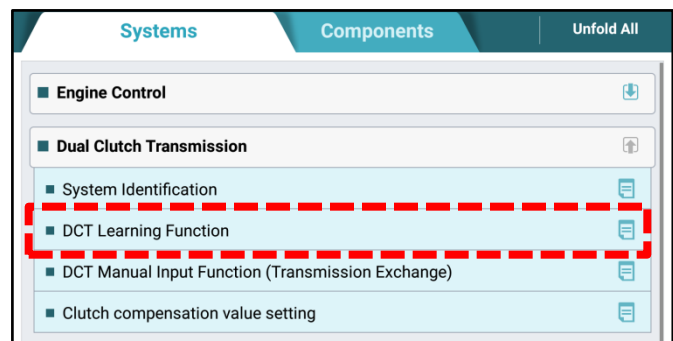 Systems
Components
Unfold All
Engine Control
Dual Clutch Transmission
System Identification
DCT Learning Function
DCT Manual Input Function (Transmission Exchange)
Clutch compensation value setting